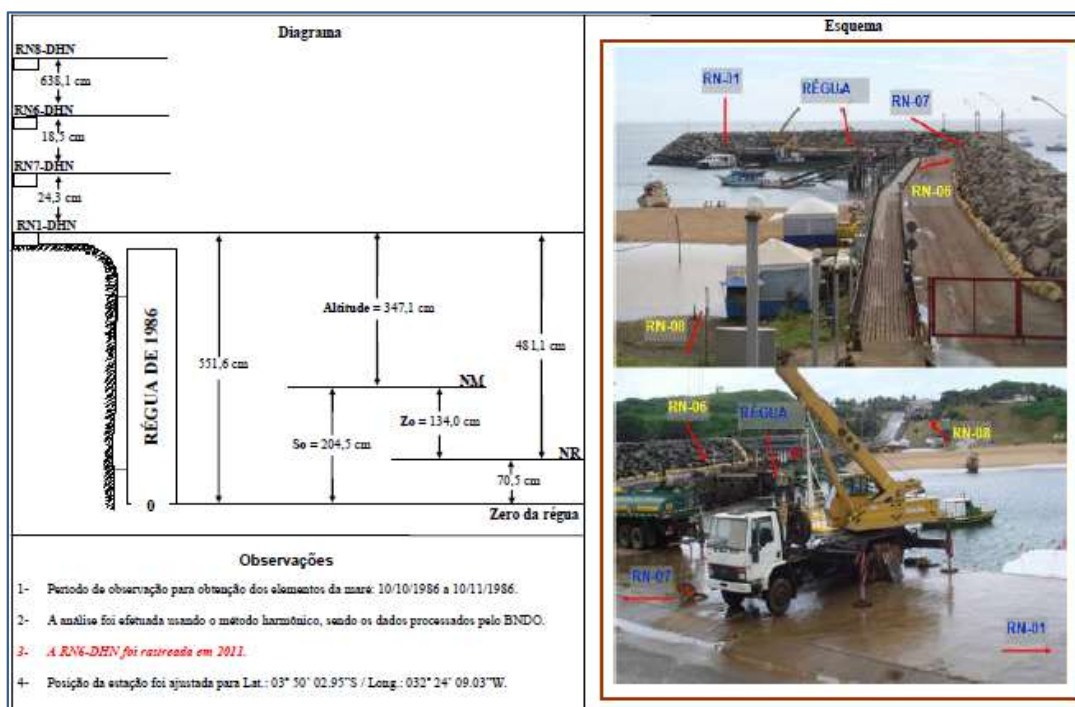 Diagrama
RN8-DHN
638,1 cm
RN6-DHN
18,5 cm
RN7-DHN
24,3 cm
RN1-DHN
RÉGUA DE 1986
0
551,6 cm
Altitude = 347,1 cm
481,1 cm
NM
Zo = 134,0 cm
So = 204,5 cm
NR
70,5 cm
Zero da régua
Observações
1- Período de observação para obtenção dos elementos da maré: 10/10/1986 a 10/11/1986.
2- A análise foi efetuada usando o método harmônico, sendo os dados processados pelo BNDO.
3- A RN6-DHN foi rastreada em 2011.
4- Posição da estação foi ajustada para Lat.: 03° 50' 02.95"S / Long.: 032° 24' 09.03"W.
Esquema
RN-01
RÉGUA
RN-07
RN-06
RN-08
RN-06
RÉGUA
RN-08
RN-07
RN-01